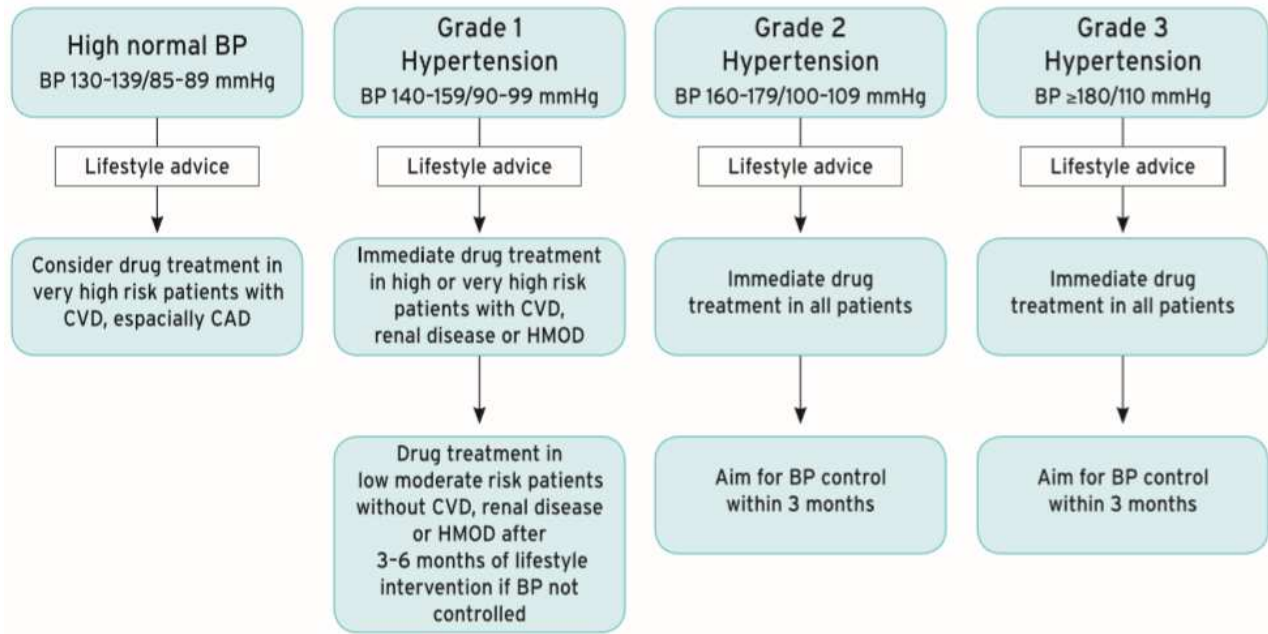 High normal BP
BP 130-139/85-89 mmHg
Lifestyle advice
Consider drug treatment in
very high risk patients with
CVD, espacially CAD
Grade 1
Hypertension
BP 140-159/90-99 mmHg
Lifestyle advice
Immediate drug treatment
in high or very high risk
patients with CVD,
renal disease or HMOD
Drug treatment in
low moderate risk patients
without CVD, renal disease
or HMOD after
3-6 months of lifestyle
intervention if BP not
controlled
Grade 2
Hypertension
BP 160-179/100-109 mmHg
Lifestyle advice
Immediate drug
treatment in all patients
Aim for BP control
within 3 months
Grade 3
Hypertension
BP ≥180/110 mmHg
Lifestyle advice
Immediate drug
treatment in all patients
Aim for BP control
within 3 months